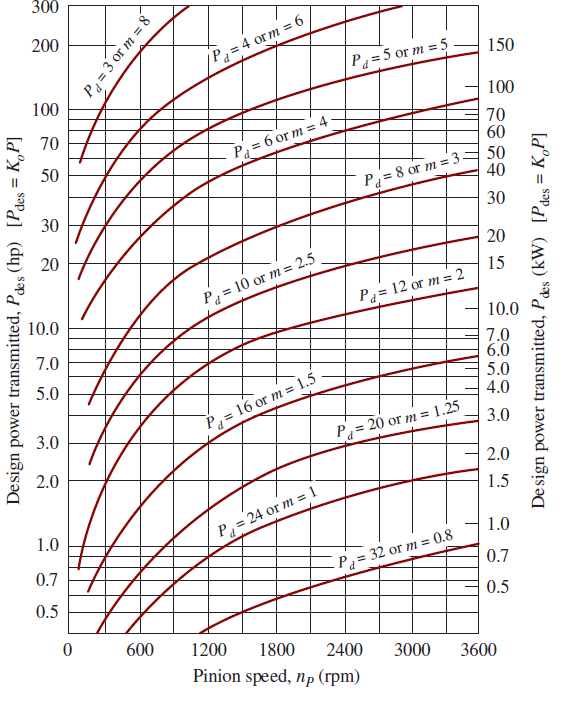 300
200
100
70
50
30
20
10.0
7.0
5.0
3.0
2.0
1.0
0.7
0.5
Design power transmitted, Pdes (hp) [Pdes = KoP]
Pd = 3 or m = 8
Pd = 4 or m = 6
Pd = 5 or m = 5
Pd = 6 or m = 4
Pd = 8 or m = 3
Pd = 10 or m = 2.5
Pd = 12 or m = 2
Pd = 16 or m = 1.5
Pd = 20 or m = 1.25
Pd = 24 or m = 1
Pd = 32 or m = 0.8
150
100
70
60
50
40
30
20
15
10.0
7.0
6.0
5.0
4.0
3.0
2.0
1.5
1.0
0.7
0.5
Design power transmitted, Pdes (kW) [Pdes = KoP]
0 600 1200 1800 2400 3000 3600
Pinion speed, nP (rpm)